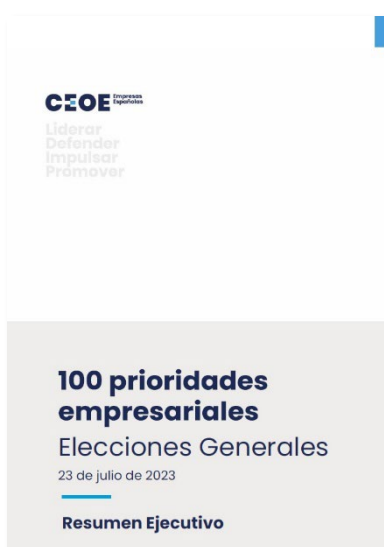 CEOE Empresas
Españolas
Liderar
Defender
Impulsar
Promover
100 prioridades
empresariales
Elecciones Generales
23 de julio de 2023
Resumen Ejecutivo